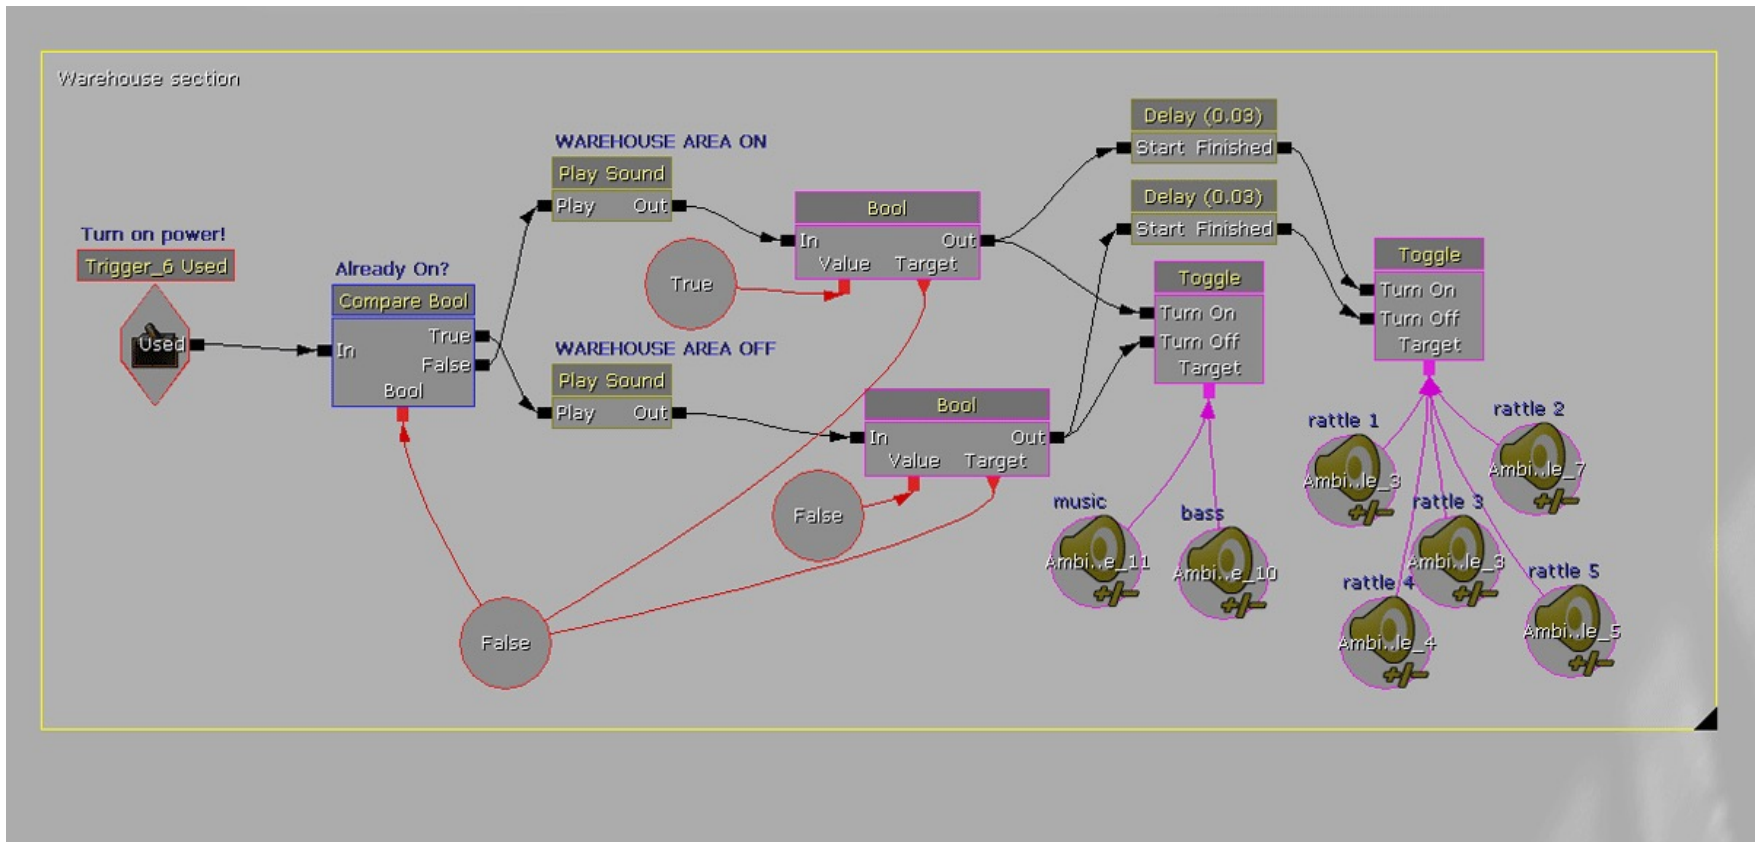 Warehouse section
Turn on power!
Trigger_6 Used
Used
Already On?
Compare Bool
In
True
False
Bool
WAREHOUSE AREA ON
Play Sound
Play Out
WAREHOUSE AREA OFF
Play Sound
Play Out
True
Bool
In Out
Value Target
False
Bool
In Out
Value Target
False
Delay (0.03)
Start Finished
Delay (0.03)
Start Finished
Toggle
Turn On
Turn Off
Target
music
Ambi..e_11
bass
Ambi..e_10
Toggle
Turn On
Turn Off
Target
rattle 1
Ambi..le_3
rattle 2
Ambi..le_7
rattle 3
Ambi..le_3
rattle 4
Ambi..le_4
rattle 5
Ambi..le_5